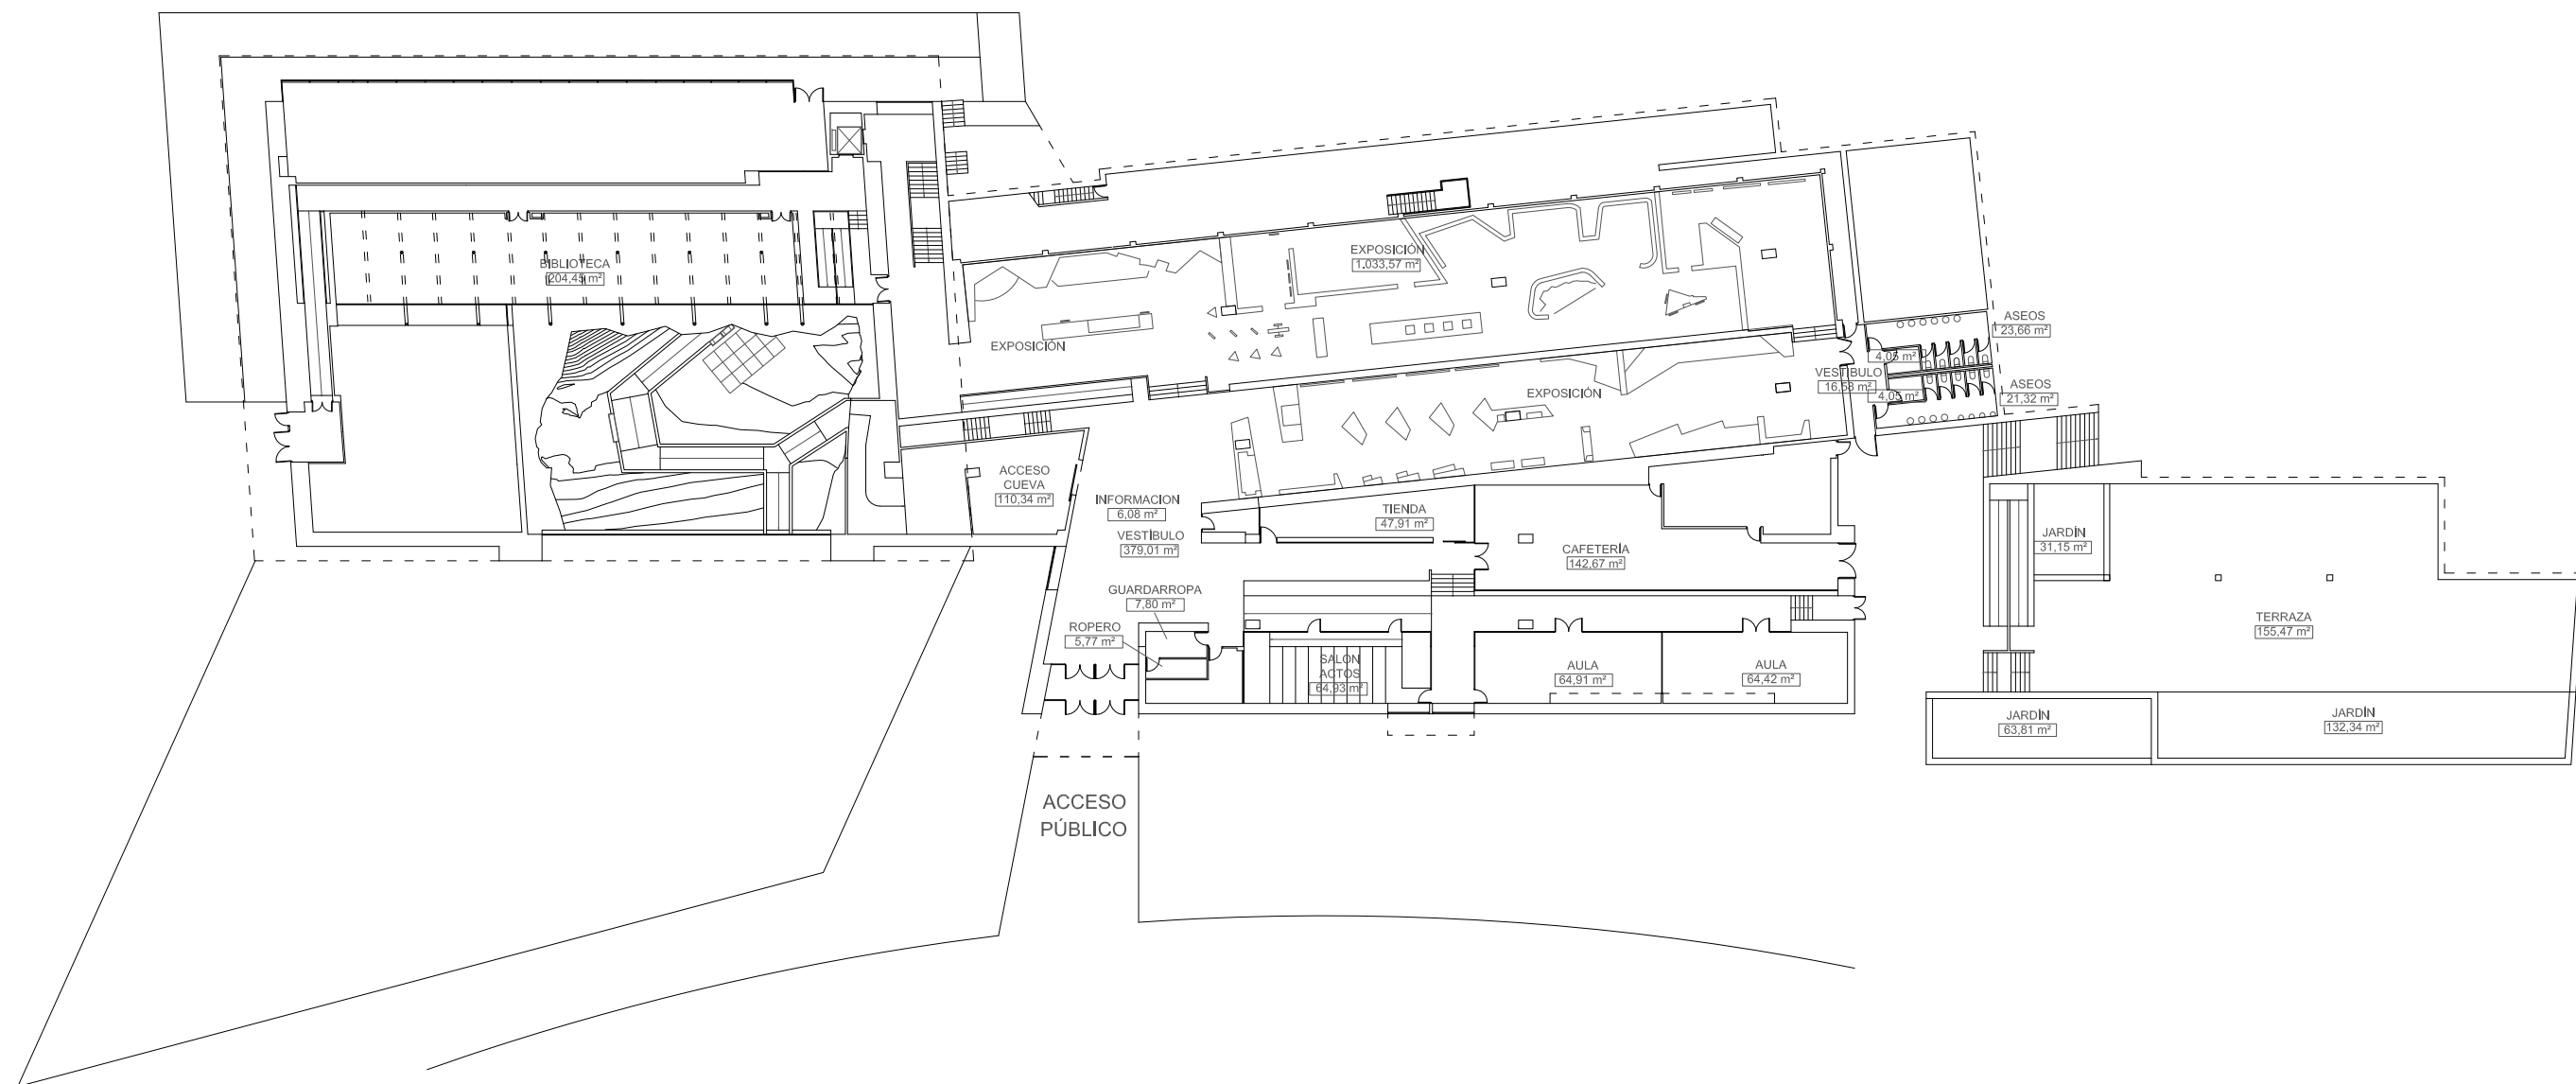 BIBLIOTECA
204,45 m²
EXPOSICIÓN
1.033,57 m²
EXPOSICIÓN
EXPOSICIÓN
ASEOS
23,66 m²
4,05 m²
VESTÍBULO
16,58 m²
4,05 m²
ASEOS
21,32 m²
ACCESO
CUEVA
110,34 m²
INFORMACION
6,08 m²
VESTÍBULO
379,01 m²
TIENDA
47,91 m²
CAFETERÍA
142,67 m²
GUARDARROPA
7,80 m²
ROPERO
5,77 m²
SALON
ACTOS
64,93 m²
AULA
64,91 m²
AULA
64,42 m²
JARDÍN
31,15 m²
TERRAZA
155,47 m²
JARDÍN
63,81 m²
JARDÍN
132,34 m²
ACCESO
PÚBLICO